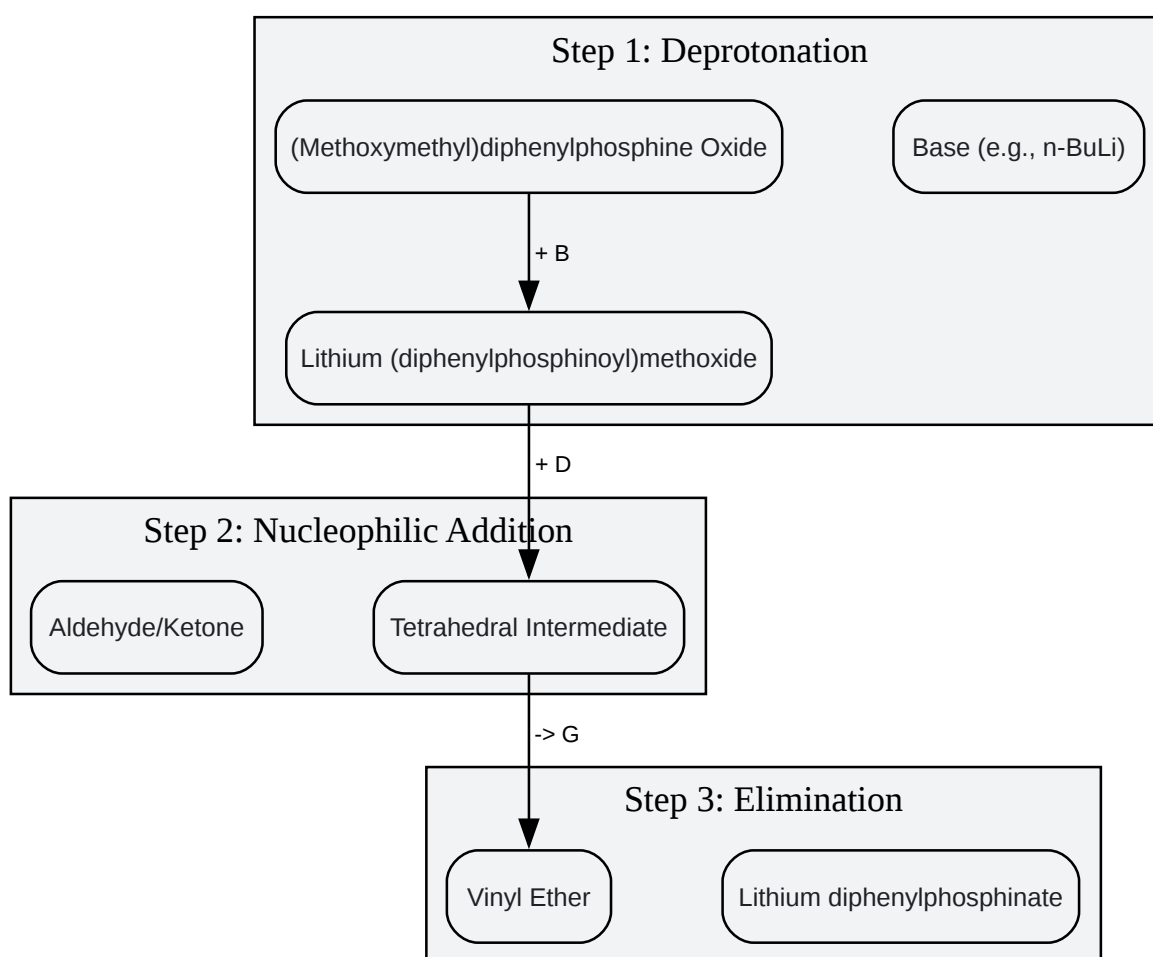 Step 1: Deprotonation
(Methoxymethyl)diphenylphosphine Oxide
Base (e.g., n-BuLi)
+ B
Lithium (diphenylphosphinoyl)methoxide
+ D
Step 2: Nucleophilic Addition
Aldehyde/Ketone
Tetrahedral Intermediate
-> G
Step 3: Elimination
Vinyl Ether
Lithium diphenylphosphinate